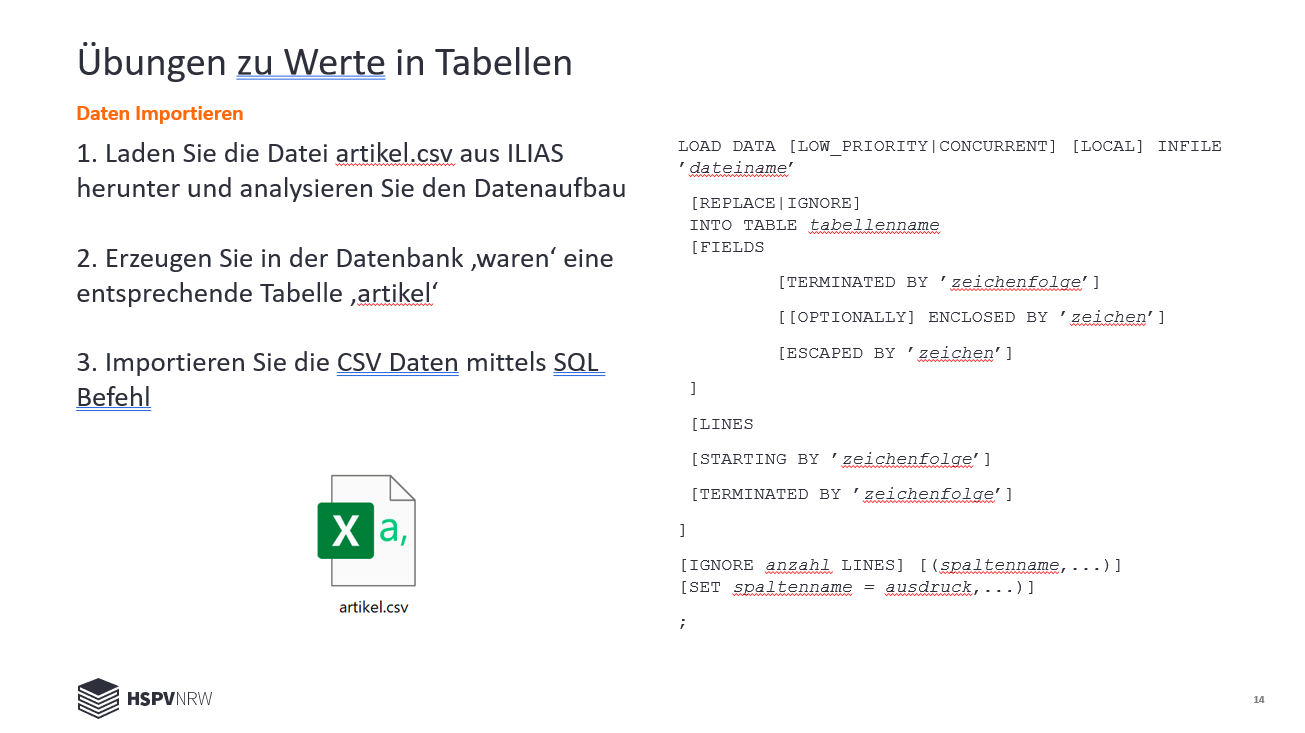 Übungen zu Werte in Tabellen
Daten Importieren
1. Laden Sie die Datei artikel.csv aus ILIAS
herunter und analysieren Sie den Datenaufbau
2. Erzeugen Sie in der Datenbank ‚waren‘ eine
entsprechende Tabelle ‚artikel‘
3. Importieren Sie die CSV Daten mittels SQL
Befehl
X a,
artikel.csv
LOAD DATA [LOW_PRIORITY|CONCURRENT] [LOCAL] INFILE
’dateiname’
[REPLACE|IGNORE]
INTO TABLE tabellenname
[FIELDS
[TERMINATED BY ’zeichenfolge’]
[[OPTIONALLY] ENCLOSED BY ’zeichen’]
[ESCAPED BY ’zeichen’]
]
[LINES
[STARTING BY ’zeichenfolge’]
[TERMINATED BY ’zeichenfolge’]
]
[IGNORE anzahl LINES] [(spaltenname,...)]
[SET spaltenname = ausdruck,...)]
;
HSPVNRW
14